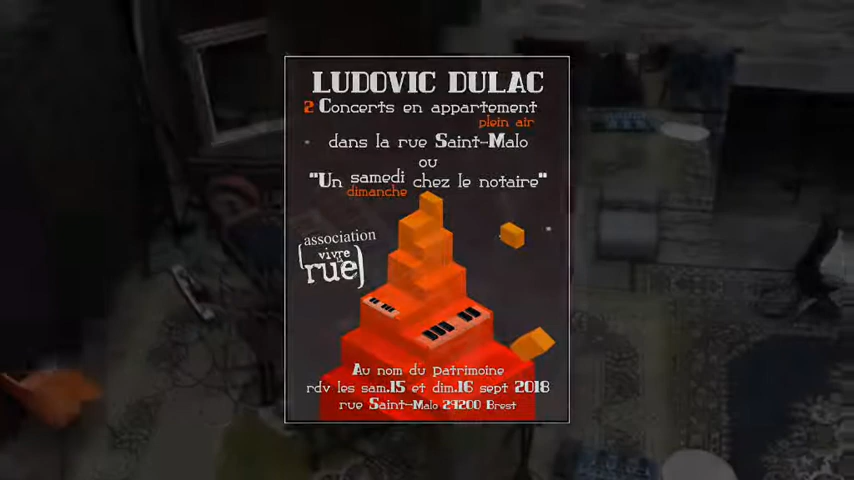 LUDOVIC DULAC
2 Concerts en appartement
plein air
dans la rue Saint-Malo
ou
"Un samedi chez le notaire"
dimanche
association
vivre
la
rue
Au nom du patrimoine
rdv les sam.15 et dim.16 sept 2018
rue Saint-Malo 29200 Brest